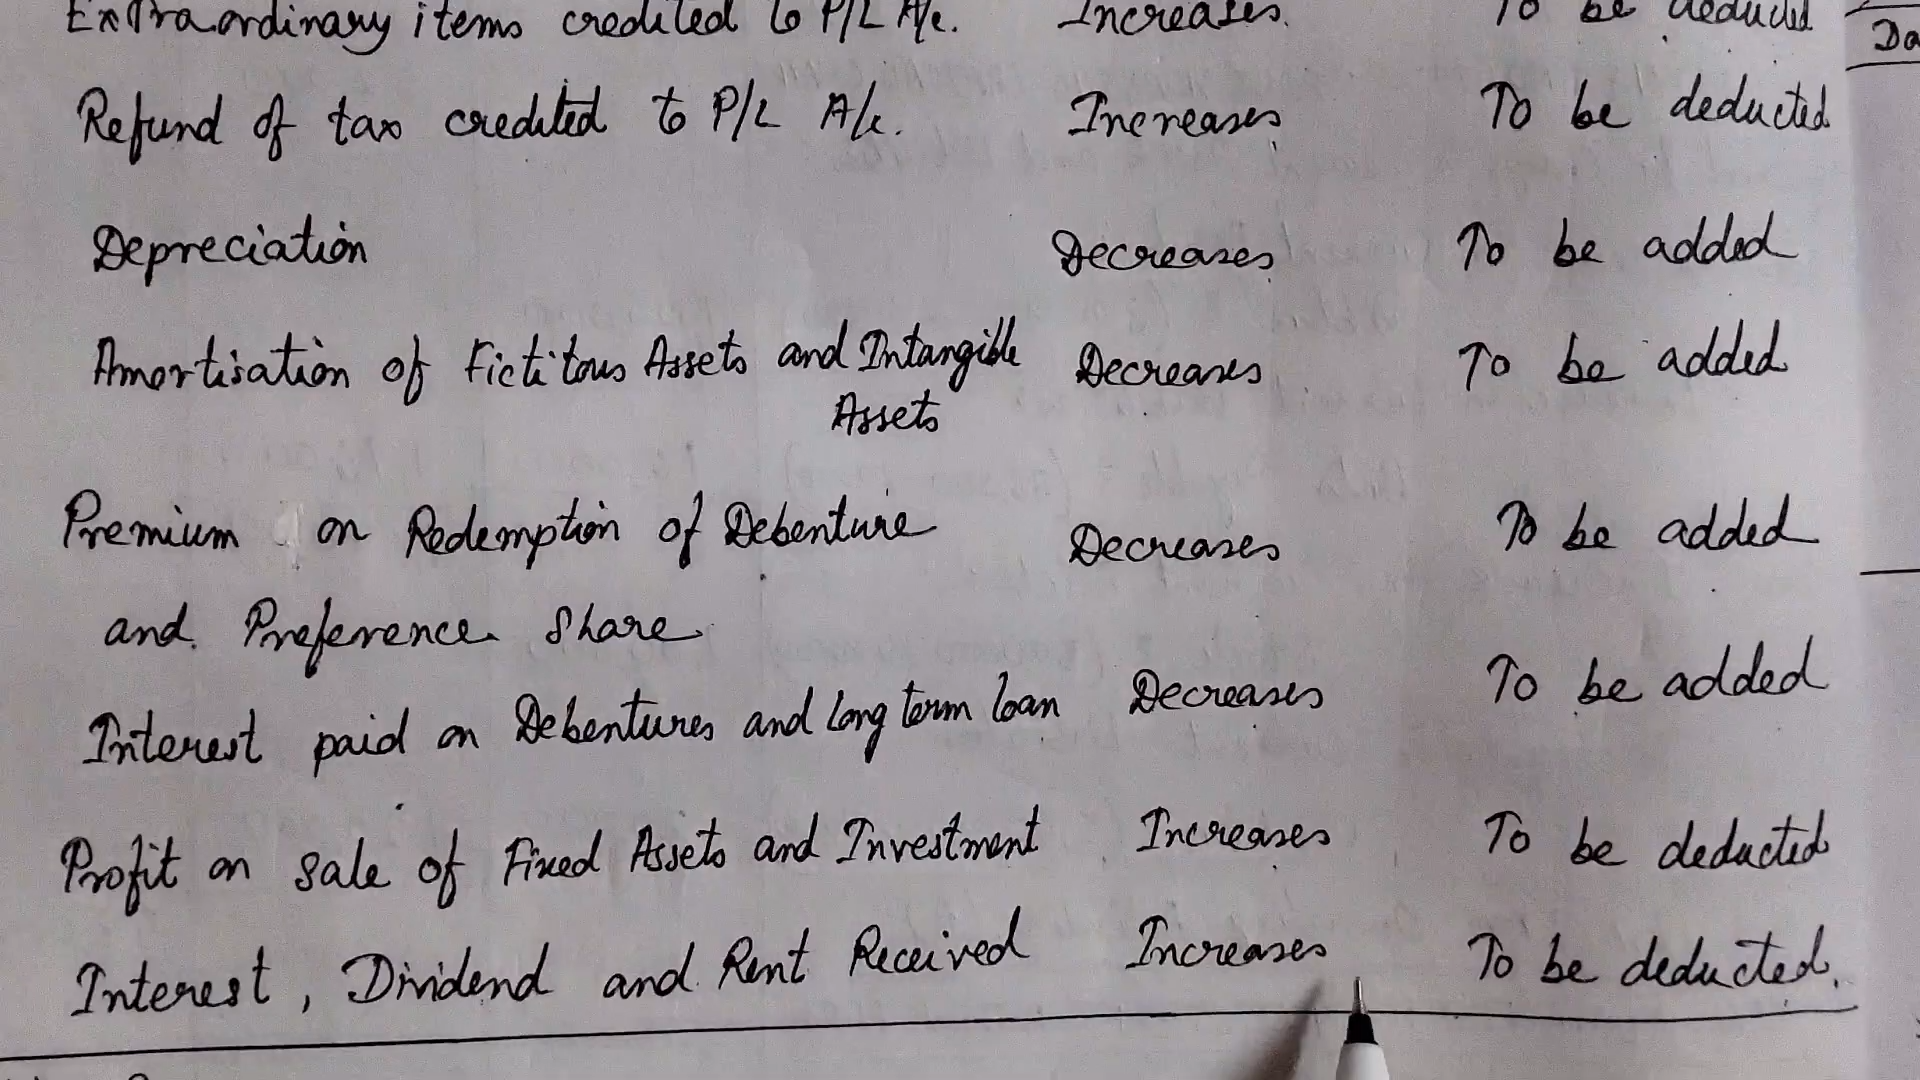 Extraordinary items credited to P/L A/c. Increases. To be deducted
Da
Refund of tax credited to P/L A/c. Increases To be deducted
Depreciation Decreases To be added
Amortisation of Fictitous Assets and Intangible Decreases To be added
Assets
Premium on Redemption of Debenture Decreases To be added
and Preference Share
Interest paid on Debentures and long term loan Decreases To be added
Profit on sale of Fixed Assets and Investment Increases To be deducted
Interest, Dividend and Rent Received Increases To be deducted.